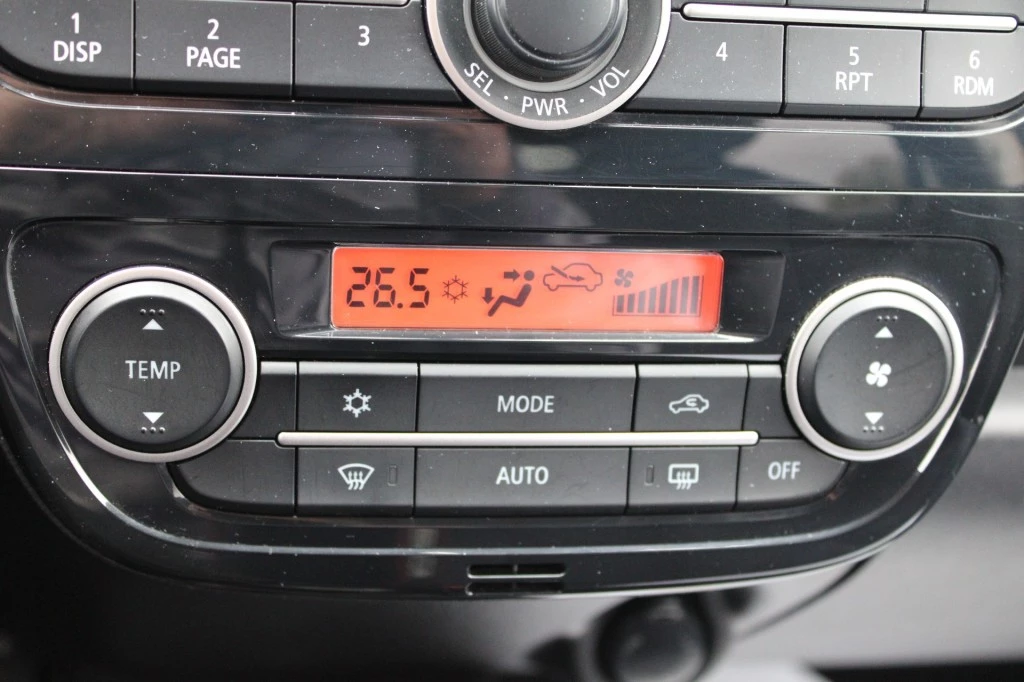 1 DISP
2 PAGE
3
4
5 RPT
6 RDM
SEL · PWR · VOL
26.5
TEMP
MODE
AUTO
OFF